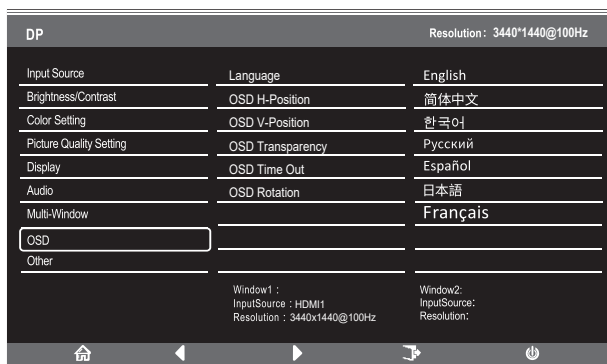 DP Resolution: 3440*1440@100Hz
Input Source Language English
Brightness/Contrast OSD H-Position 简体中文
Color Setting OSD V-Position 한국어
Picture Quality Setting OSD Transparency Русский
Display OSD Time Out Español
Audio OSD Rotation 日本語
Multi-Window Français
OSD
Other
Window1 : Window2:
InputSource : HDMI1 InputSource:
Resolution : 3440x1440@100Hz Resolution: